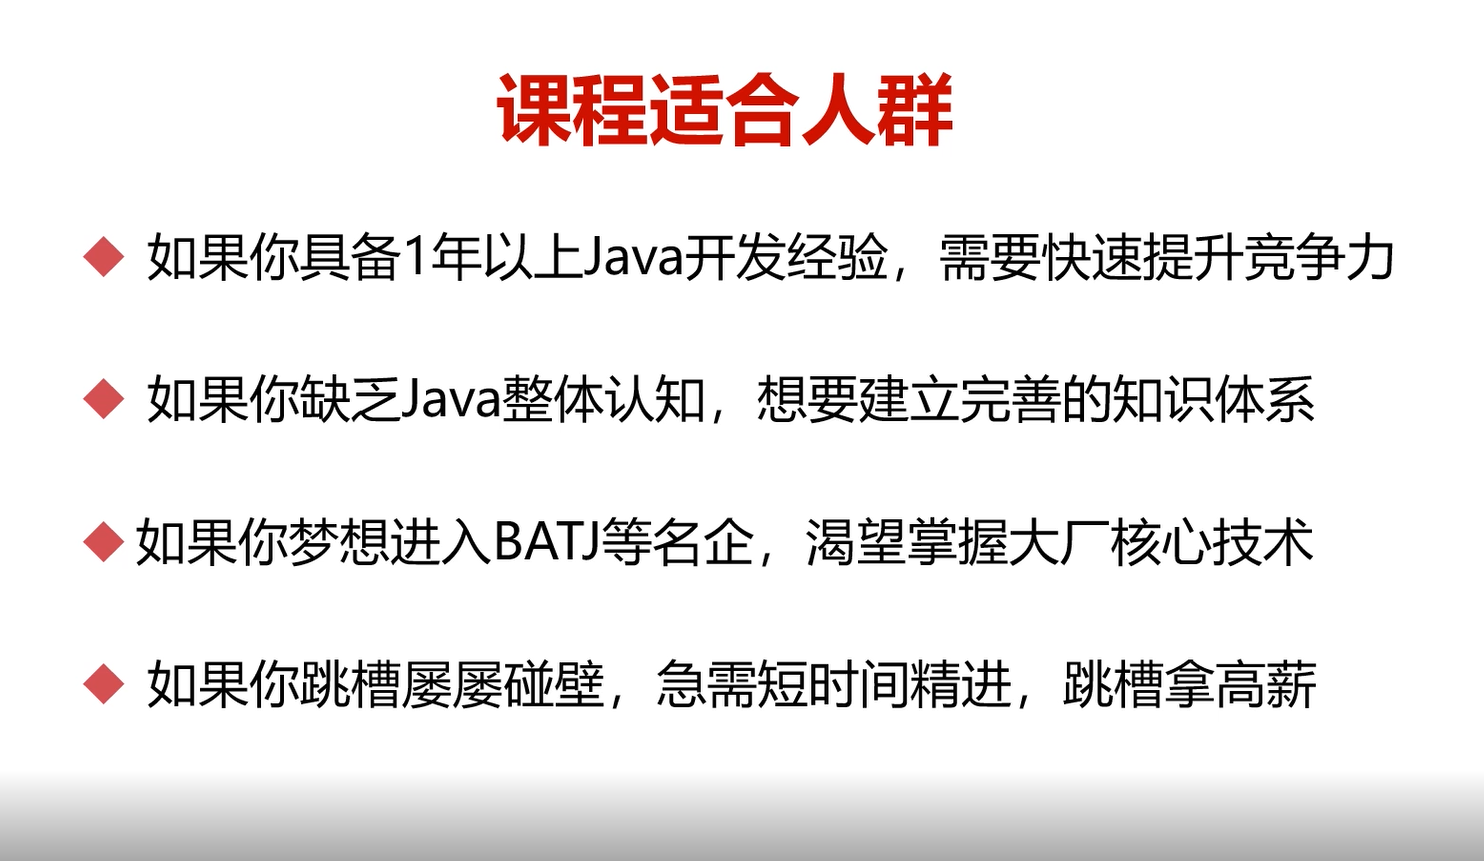 课程适合人群
如果你具备1年以上Java开发经验，需要快速提升竞争力
如果你缺乏Java整体认知，想要建立完善的知识体系
如果你梦想进入BATJ等名企，渴望掌握大厂核心技术
如果你跳槽屡屡碰壁，急需短时间精进，跳槽拿高薪